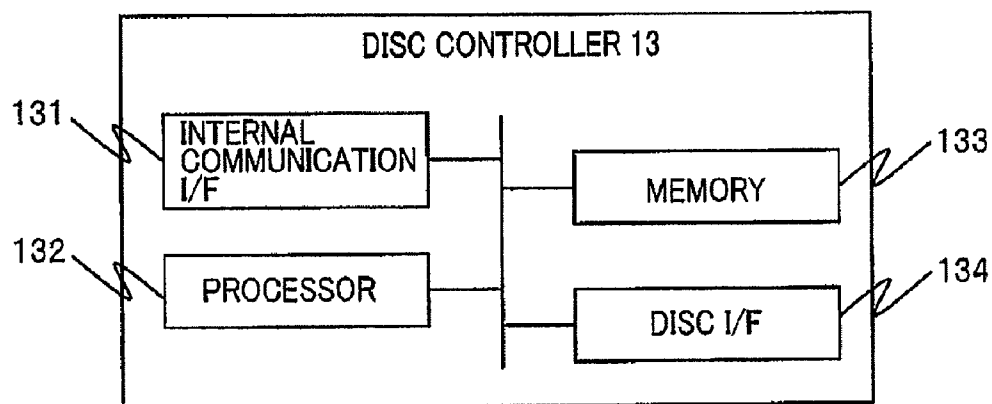 DISC CONTROLLER 13
131
INTERNAL
COMMUNICATION
I/F
133
MEMORY
132
PROCESSOR
134
DISC I/F